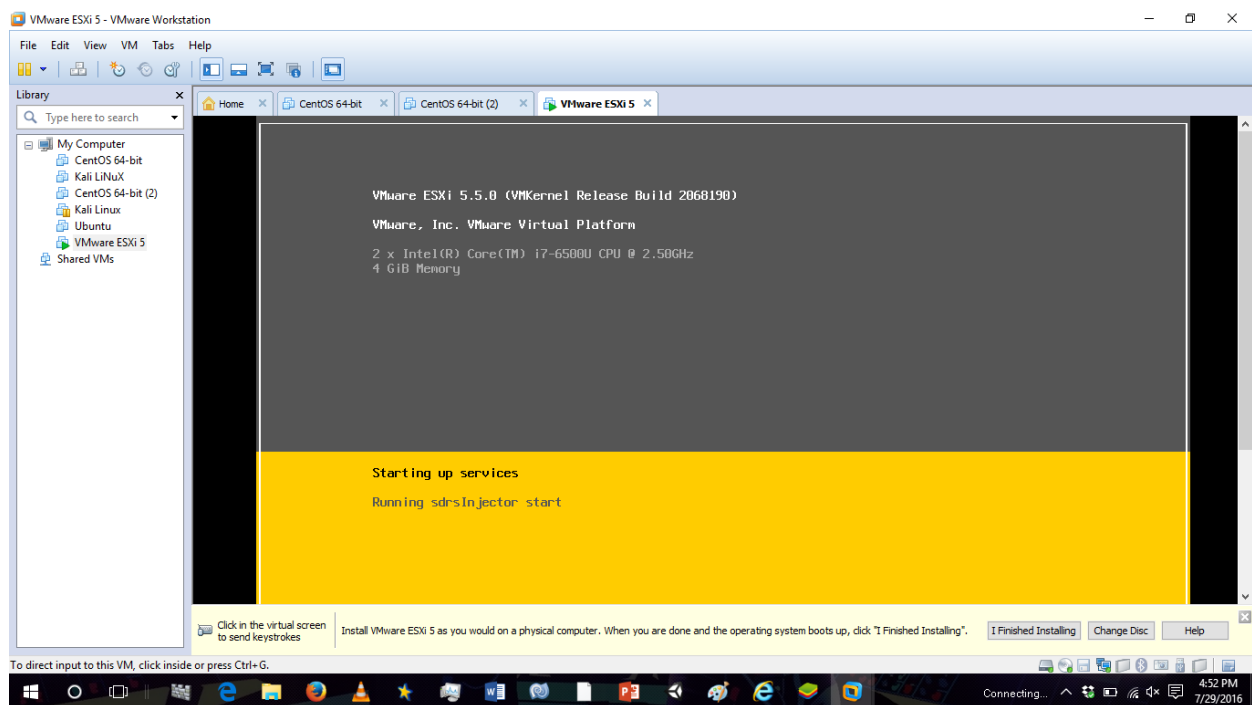 VMware ESXi 5 - VMware Workstation
File Edit View VM Tabs Help
Library
Type here to search
My Computer
CentOS 64-bit
Kali LiNuX
CentOS 64-bit (2)
Kali Linux
Ubuntu
VMware ESXi 5
Shared VMs
Home CentOS 64-bit CentOS 64-bit (2) VMware ESXi 5
VMware ESXi 5.5.0 (VMKernel Release Build 2068190)
VMware, Inc. VMware Virtual Platform
2 x Intel(R) Core(TM) i7-6500U CPU @ 2.50GHz
4 GiB Memory
Starting up services
Running sdrsInjector start
Click in the virtual screen
to send keystrokes
Install VMware ESXi 5 as you would on a physical computer. When you are done and the operating system boots up, click "I Finished Installing".
I Finished Installing Change Disc Help
To direct input to this VM, click inside or press Ctrl+G.
Connecting...
4:52 PM
7/29/2016